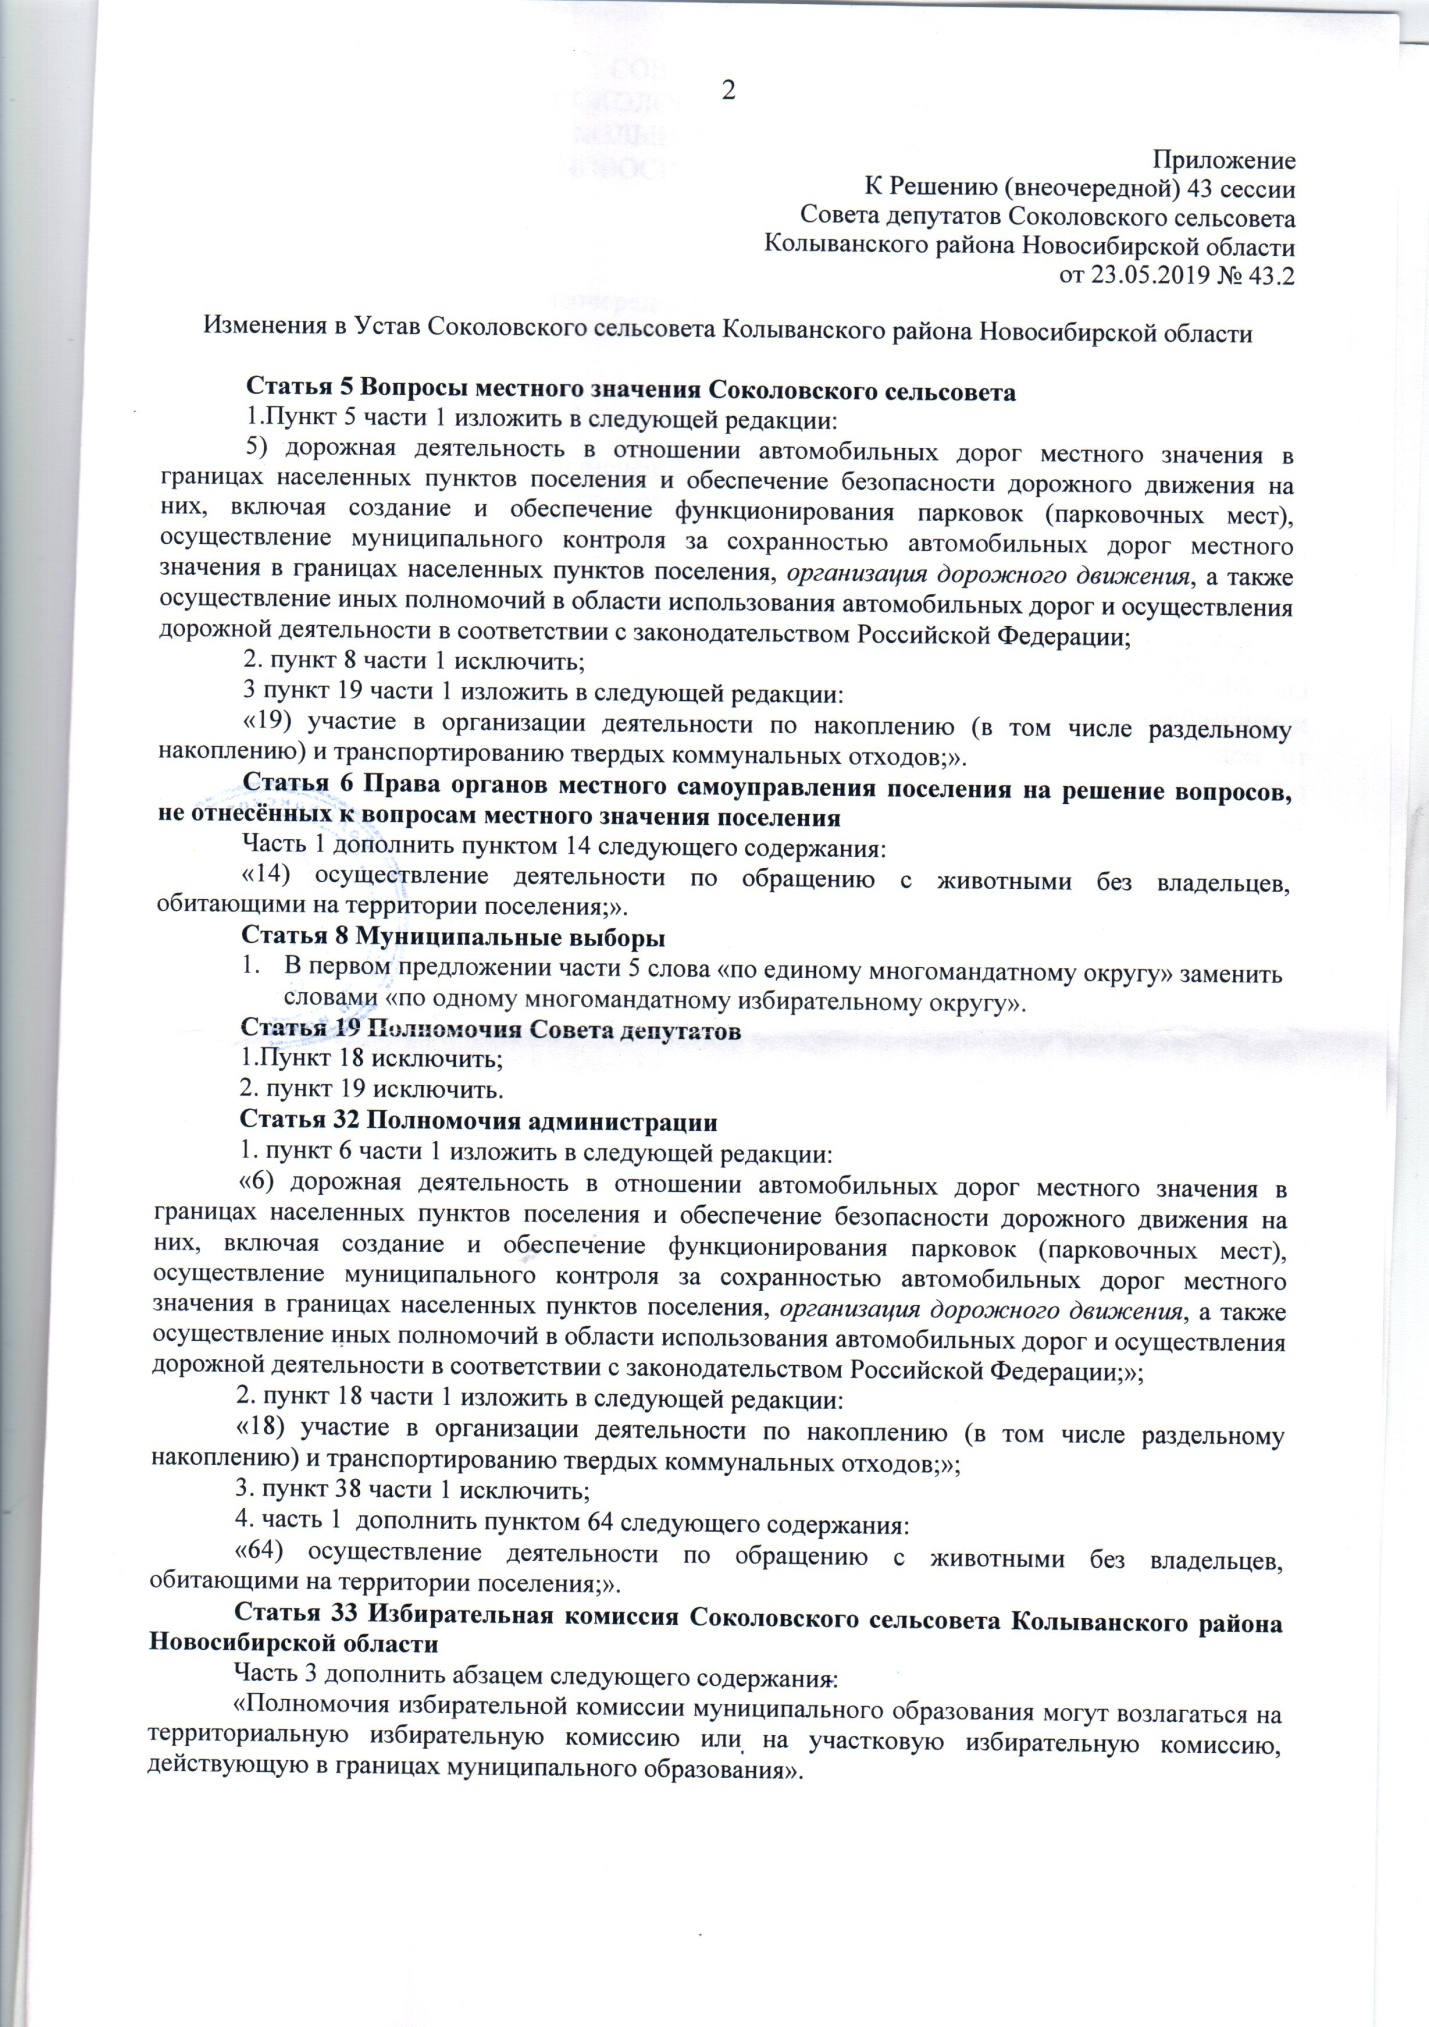 2
Приложение
К Решению (внеочередной) 43 сессии
Совета депутатов Соколовского сельсовета
Колыванского района Новосибирской области
от 23.05.2019 № 43.2
Изменения в Устав Соколовского сельсовета Колыванского района Новосибирской области
Статья 5 Вопросы местного значения Соколовского сельсовета
1.Пункт 5 части 1 изложить в следующей редакции:
5) дорожная деятельность в отношении автомобильных дорог местного значения в
границах населенных пунктов поселения и обеспечение безопасности дорожного движения на
них, включая создание и обеспечение функционирования парковок (парковочных мест),
осуществление муниципального контроля за сохранностью автомобильных дорог местного
значения в границах населенных пунктов поселения, организация дорожного движения, а также
осуществление иных полномочий в области использования автомобильных дорог и осуществления
дорожной деятельности в соответствии с законодательством Российской Федерации;
2. пункт 8 части 1 исключить;
3 пункт 19 части 1 изложить в следующей редакции:
«19) участие в организации деятельности по накоплению (в том числе раздельному
накоплению) и транспортированию твердых коммунальных отходов;».
Статья 6 Права органов местного самоуправления поселения на решение вопросов,
не отнесённых к вопросам местного значения поселения
Часть 1 дополнить пунктом 14 следующего содержания:
«14) осуществление деятельности по обращению с животными без владельцев,
обитающими на территории поселения;».
Статья 8 Муниципальные выборы
1. В первом предложении части 5 слова «по единому многомандатному округу» заменить
словами «по одному многомандатному избирательному округу».
Статья 19 Полномочия Совета депутатов
1.Пункт 18 исключить;
2. пункт 19 исключить.
Статья 32 Полномочия администрации
1. пункт 6 части 1 изложить в следующей редакции:
«6) дорожная деятельность в отношении автомобильных дорог местного значения в
границах населенных пунктов поселения и обеспечение безопасности дорожного движения на
них, включая создание и обеспечение функционирования парковок (парковочных мест),
осуществление муниципального контроля за сохранностью автомобильных дорог местного
значения в границах населенных пунктов поселения, организация дорожного движения, а также
осуществление иных полномочий в области использования автомобильных дорог и осуществления
дорожной деятельности в соответствии с законодательством Российской Федерации;»;
2. пункт 18 части 1 изложить в следующей редакции:
«18) участие в организации деятельности по накоплению (в том числе раздельному
накоплению) и транспортированию твердых коммунальных отходов;»;
3. пункт 38 части 1 исключить;
4. часть 1 дополнить пунктом 64 следующего содержания:
«64) осуществление деятельности по обращению с животными без владельцев,
обитающими на территории поселения;».
Статья 33 Избирательная комиссия Соколовского сельсовета Колыванского района
Новосибирской области
Часть 3 дополнить абзацем следующего содержания:
«Полномочия избирательной комиссии муниципального образования могут возлагаться на
территориальную избирательную комиссию или на участковую избирательную комиссию,
действующую в границах муниципального образования».